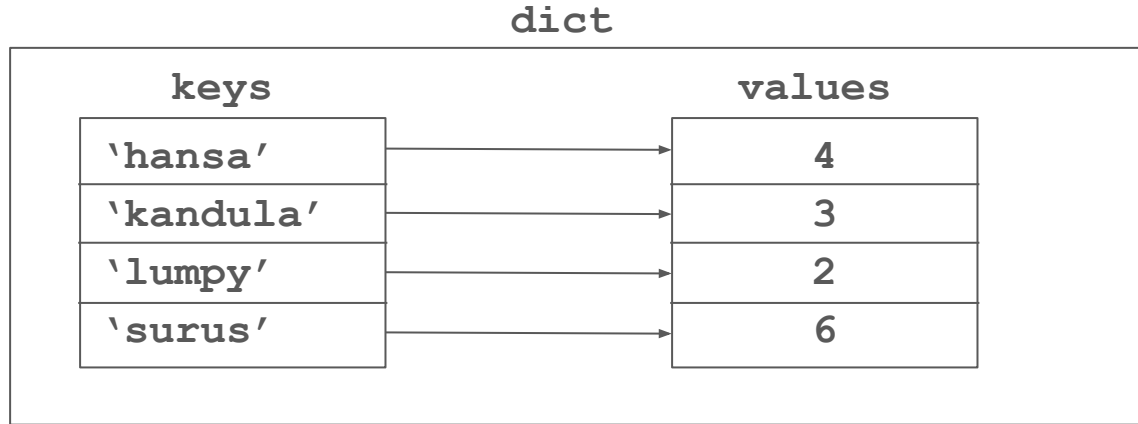 dict
keys values
‘hansa’ 4
‘kandula’ 3
‘lumpy’ 2
‘surus’ 6